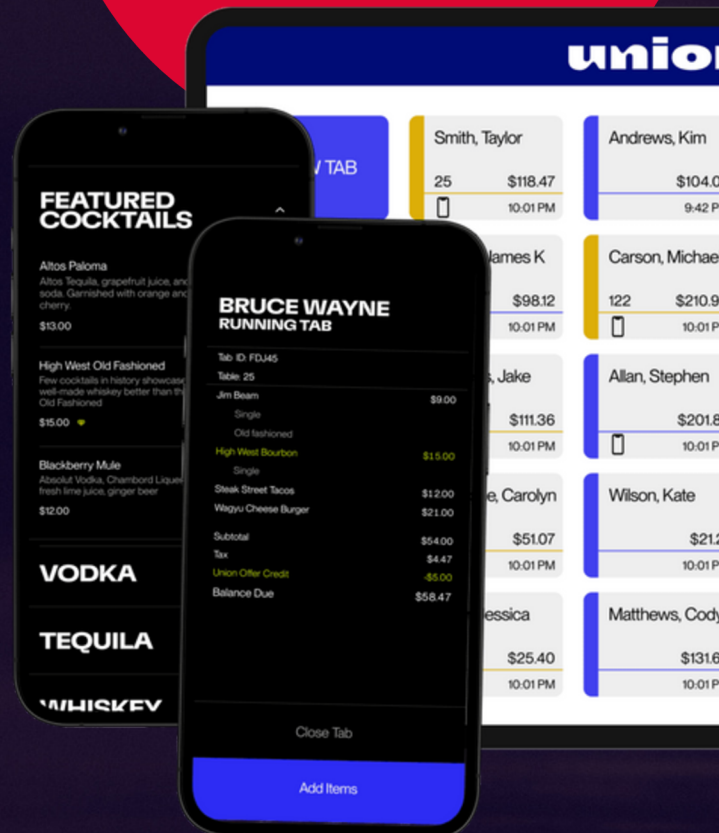 FEATURED
COCKTAILS
Altos Paloma
Altos Tequila, grapefruit juice, and
soda. Garnished with orange and
cherry.
$13.00
High West Old Fashioned
Few cocktails in history showcase
well-made whiskey better than
Old Fashioned
$15.00
Blackberry Mule
Absolut Vodka, Chambord
fresh lime juice, ginger beer
$12.00
VODKA
TEQUILA
WHISKEY
BRUCE WAYNE
RUNNING TAB
Tab ID: FDJ45
Table: 25
Jim Beam $9.00
Single
Old fashioned
High West Bourbon $15.00
Single
Steak Street Tacos $12.00
Wagyu Cheese Burger $21.00
Subtotal $54.00
Tax $4.47
Union Offer Credit -$5.00
Balance Due $58.47
Close Tab
Add Items
TAB
Smith, Taylor
25 $118.47
10:01 PM
Andrews, Kim
$104.0
9:42 P
James K
$98.12
10:01 PM
Carson, Michae
122 $210.9
10:01 P
Jake
$111.36
10:01 PM
Allan, Stephen
$201.8
10:01 P
e, Carolyn
$51.07
10:01 PM
Wilson, Kate
$21.2
10:01 P
essica
$25.40
10:01 PM
Matthews, Cody
$131.6
10:01 P